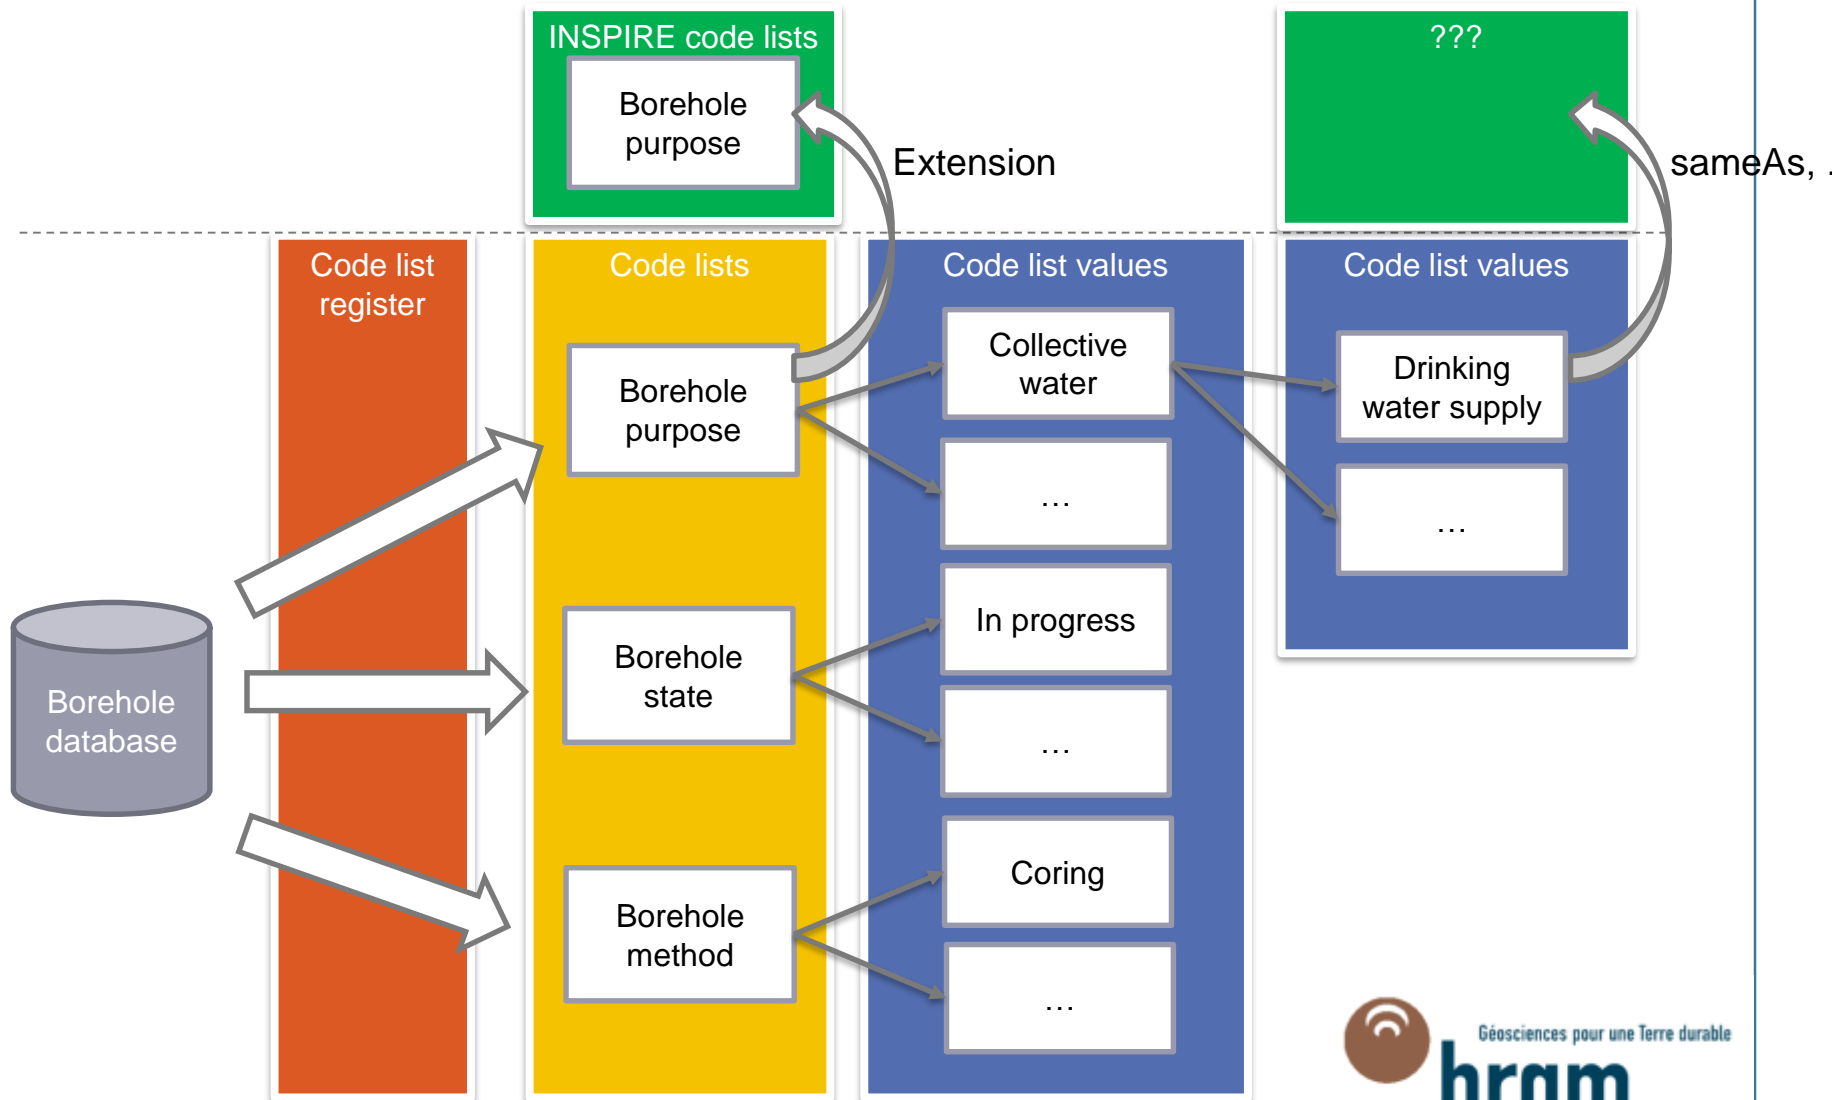 INSPIRE code lists
Borehole
purpose
???
Extension
sameAs, .
Code list
register
Code lists
Code list values
Code list values
Borehole
purpose
Collective
water
…
Drinking
water supply
…
Borehole
database
Borehole
state
In progress
…
Borehole
method
Coring
…
Géosciences pour une Terre durable
brgm